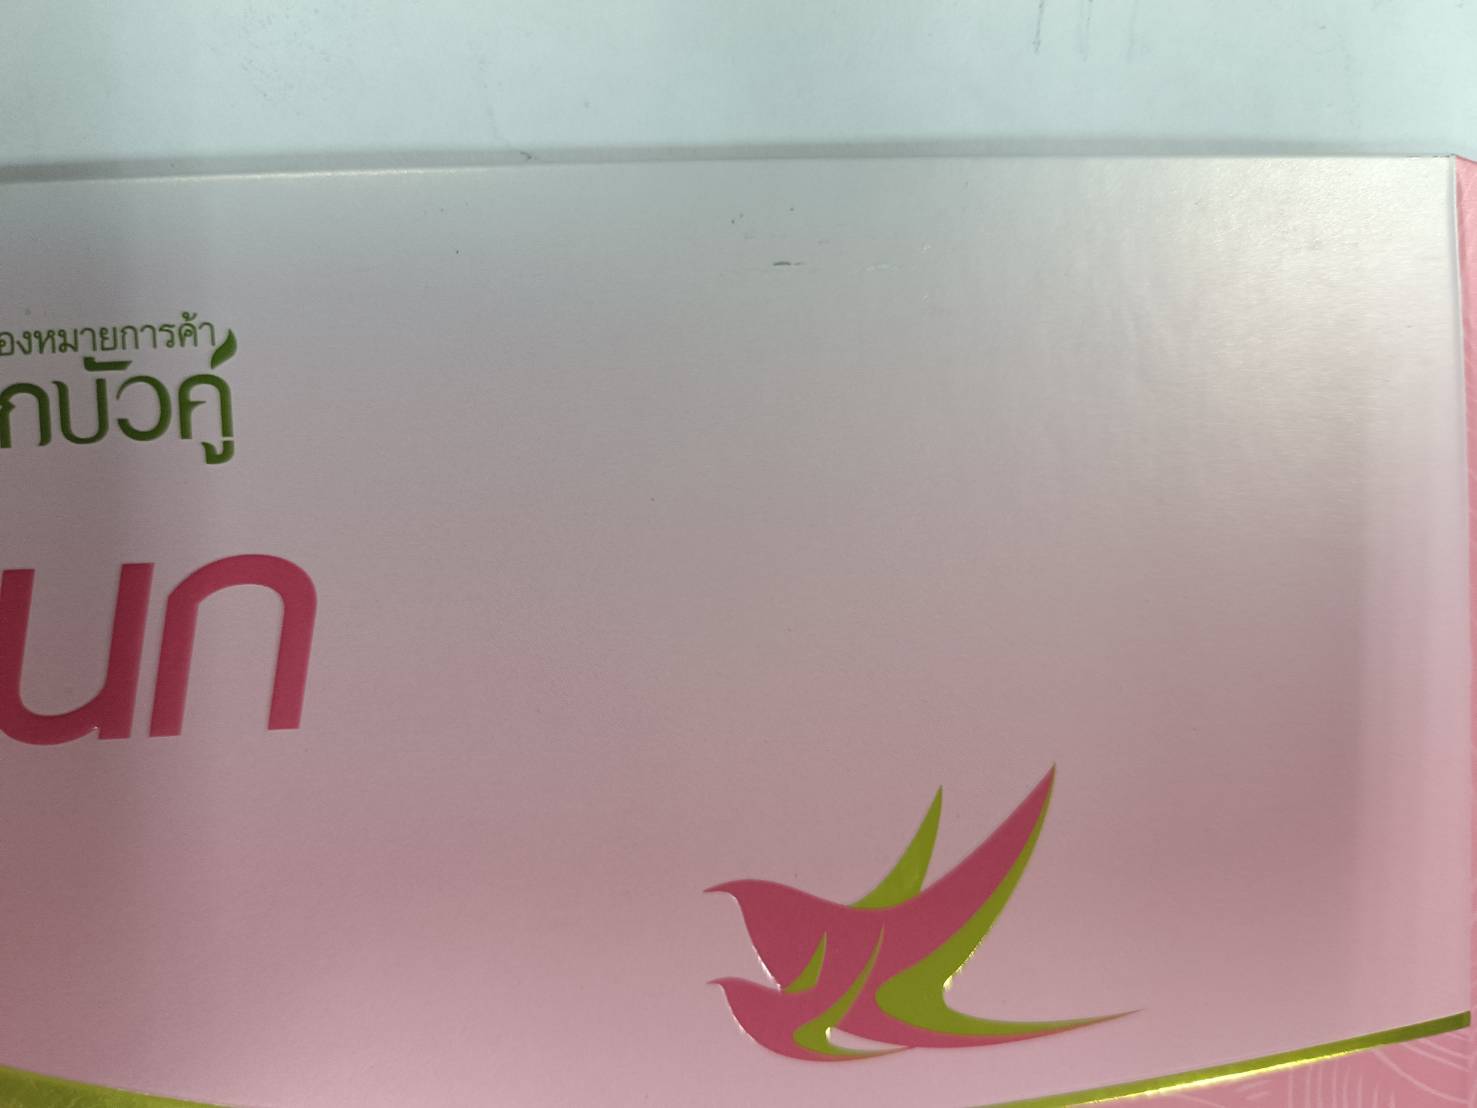 องหมายการค้า
กบัวคู่
นก